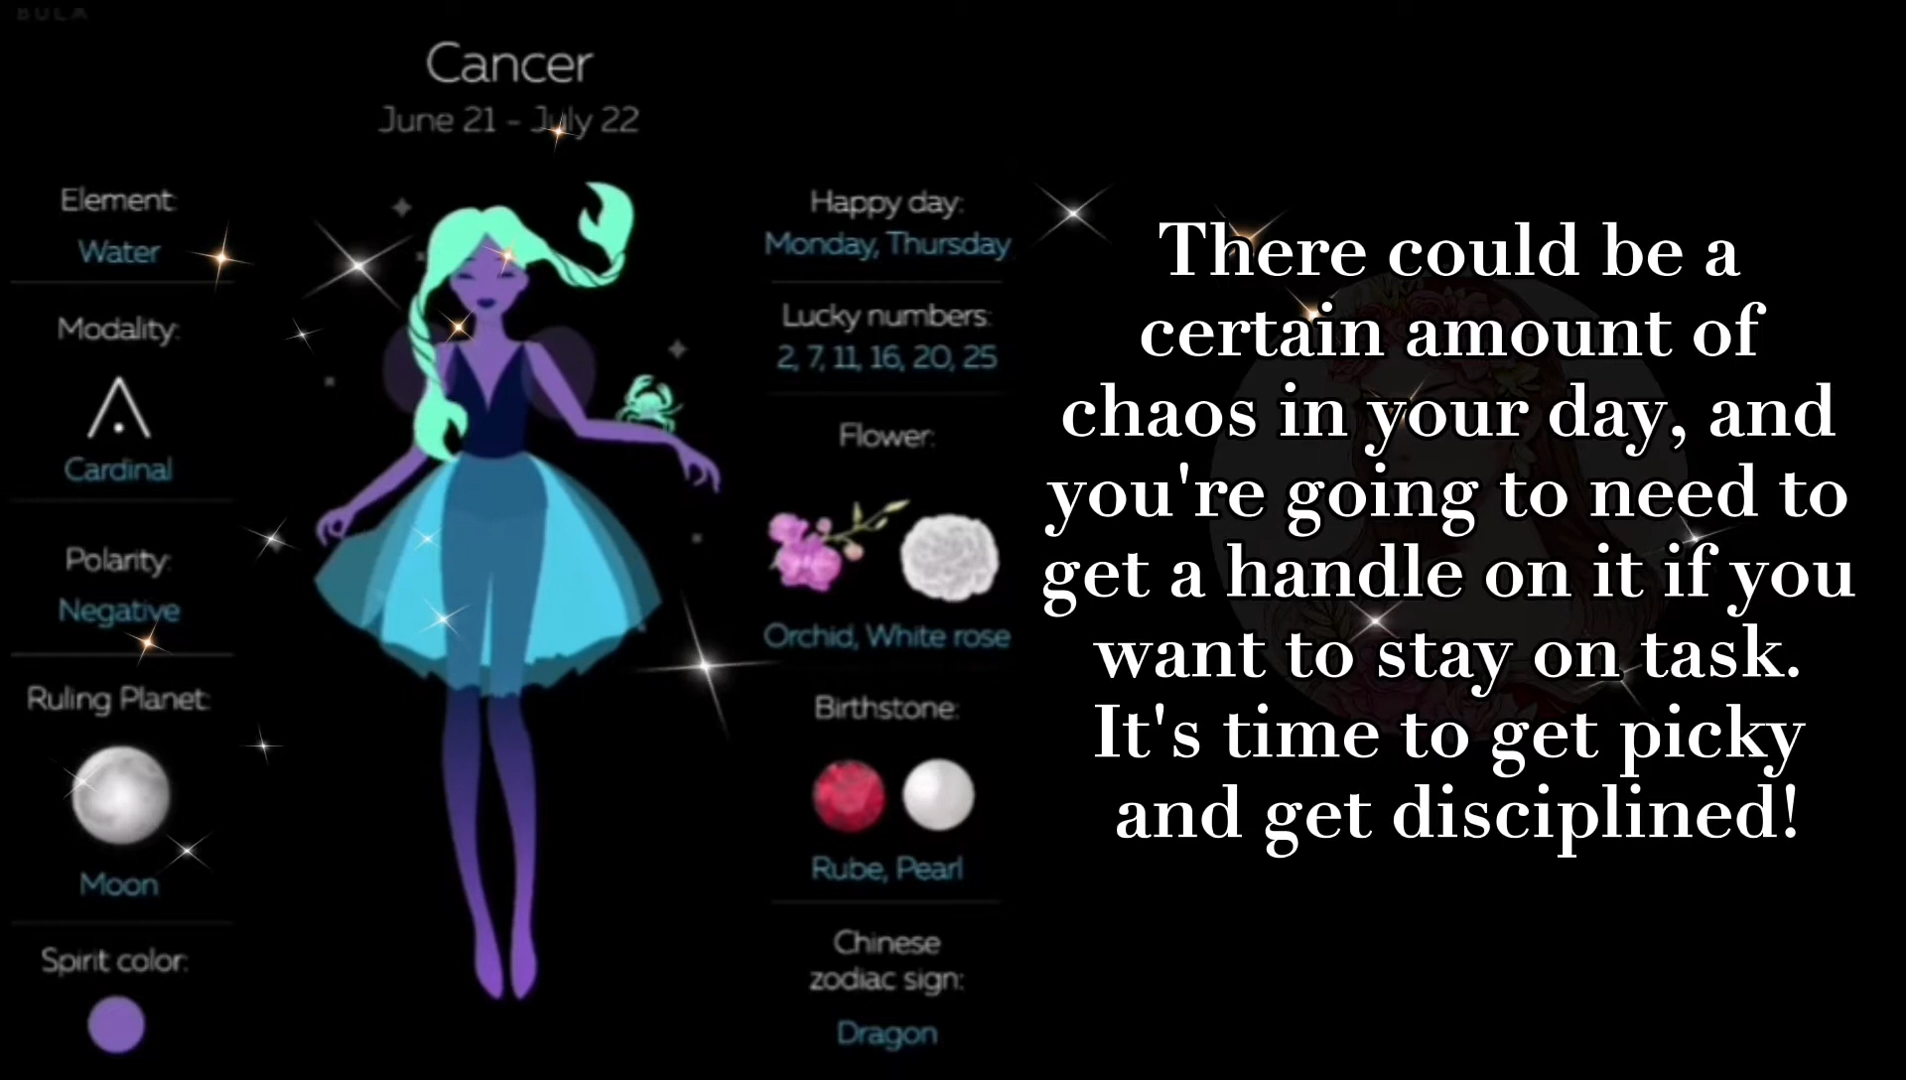 BULA
Cancer
June 21 - July 22
Element:
Water
Modality:
Cardinal
Polarity:
Negative
Ruling Planet:
Moon
Spirit color:
Happy day:
Monday, Thursday
Lucky numbers:
2, 7, 11, 16, 20, 25
Flower:
Orchid, White rose
Birthstone:
Rube, Pearl
Chinese
zodiac sign:
Dragon
There could be a
certain amount of
chaos in your day, and
you're going to need to
get a handle on it if you
want to stay on task.
It's time to get picky
and get disciplined!